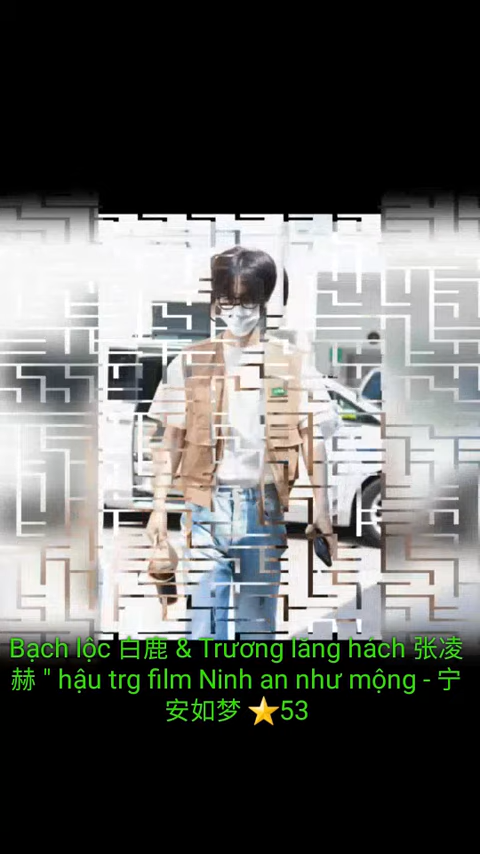 Bạch lộc 白鹿 & Trương lăng hách 张凌
赫 " hậu trg film Ninh an như mộng - 宁
安如梦 ⭐53